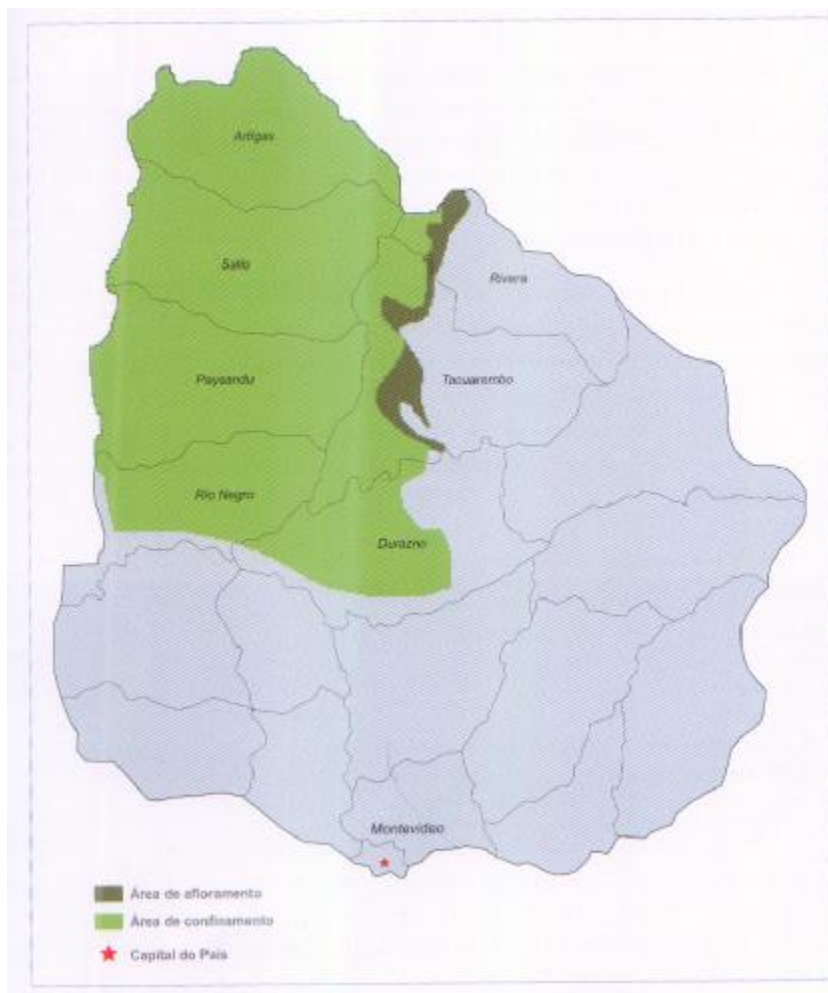 Artigas
Salto
Rivera
Paysandu
Tacuarembo
Rio Negro
Durazno
Montevideo
Área de afloramento
Área de confinamento
Capital do País